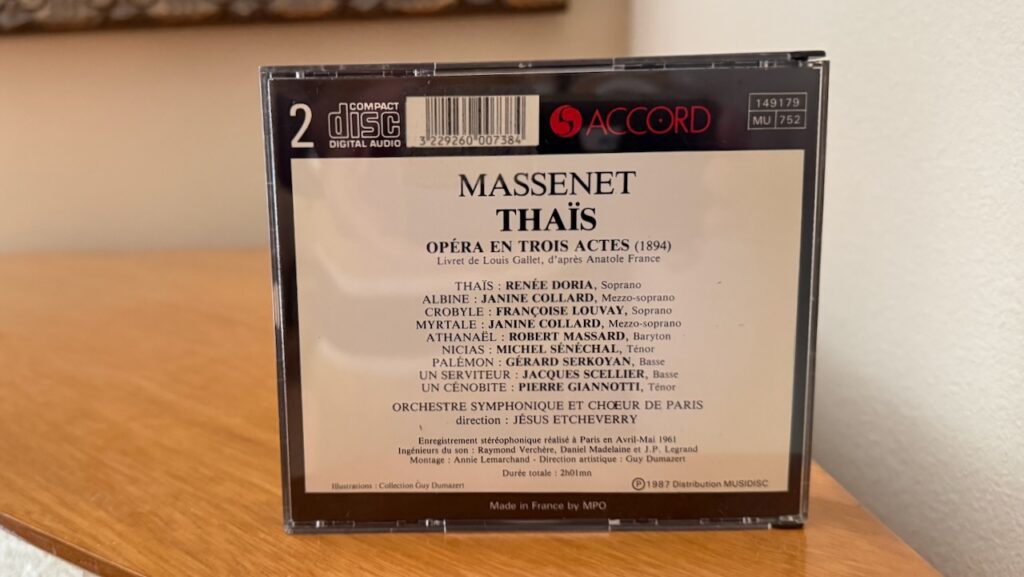 2
COMPACT
disc
DIGITAL AUDIO
3 229260 007384
ACCORD
149179
MU 752
MASSENET
THAÏS
OPÉRA EN TROIS ACTES (1894)
Livret de Louis Gallet, d'après Anatole France
THAÏS : RENÉE DORIA, Soprano
ALBINE : JANINE COLLARD, Mezzo-soprano
CROBYLE : FRANÇOISE LOUVAY, Soprano
MYRTALE : JANINE COLLARD, Mezzo-soprano
ATHANAËL : ROBERT MASSARD, Baryton
NICIAS : MICHEL SÉNÉCHAL, Ténor
PALÉMON : GÉRARD SERKOYAN, Basse
UN SERVITEUR : JACQUES SCELLIER, Basse
UN CÉNOBITE : PIERRE GIANNOTTI, Ténor
ORCHESTRE SYMPHONIQUE ET CHŒUR DE PARIS
direction : JÉSUS ETCHEVERRY
Enregistrement stéréophonique réalisé à Paris en Avril-Mai 1961
Ingénieurs du son : Raymond Verchère, Daniel Madelaine et J.P. Legrand
Montage : Annie Lemarchand - Direction artistique : Guy Dumazert
Durée totale : 2h01mn
Illustrations : Collection Guy Dumazert
Ⓟ 1987 Distribution MUSIDISC
Made in France by MPO